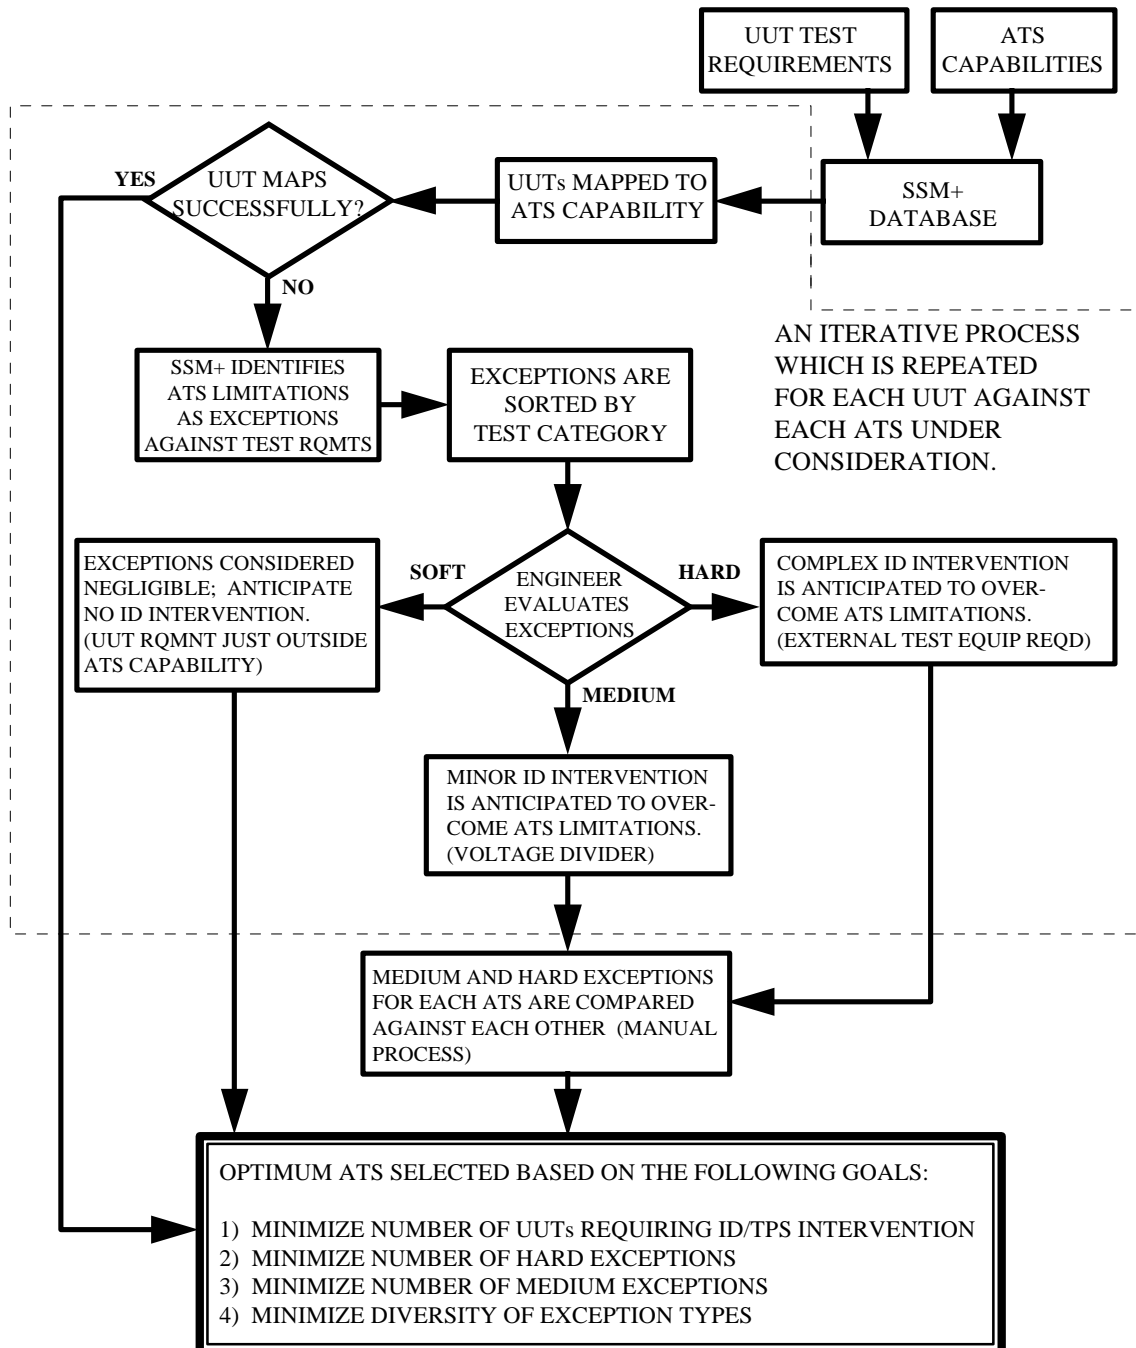 UUT TEST
REQUIREMENTS
ATS
CAPABILITIES
YES
UUT MAPS
SUCCESSFULLY?
UUTs MAPPED TO
ATS CAPABILITY
SSM+
DATABASE
NO
AN ITERATIVE PROCESS
WHICH IS REPEATED
FOR EACH UUT AGAINST
EACH ATS UNDER
CONSIDERATION.
SSM+ IDENTIFIES
ATS LIMITATIONS
AS EXCEPTIONS
AGAINST TEST RQMTS
EXCEPTIONS ARE
SORTED BY
TEST CATEGORY
EXCEPTIONS CONSIDERED
NEGLIGIBLE; ANTICIPATE
NO ID INTERVENTION.
(UUT RQMNT JUST OUTSIDE
ATS CAPABILITY)
SOFT
ENGINEER
EVALUATES
EXCEPTIONS
HARD
COMPLEX ID INTERVENTION
IS ANTICIPATED TO OVER-
COME ATS LIMITATIONS.
(EXTERNAL TEST EQUIP REQD)
MEDIUM
MINOR ID INTERVENTION
IS ANTICIPATED TO OVER-
COME ATS LIMITATIONS.
(VOLTAGE DIVIDER)
MEDIUM AND HARD EXCEPTIONS
FOR EACH ATS ARE COMPARED
AGAINST EACH OTHER (MANUAL
PROCESS)
OPTIMUM ATS SELECTED BASED ON THE FOLLOWING GOALS:
1) MINIMIZE NUMBER OF UUTs REQUIRING ID/TPS INTERVENTION
2) MINIMIZE NUMBER OF HARD EXCEPTIONS
3) MINIMIZE NUMBER OF MEDIUM EXCEPTIONS
4) MINIMIZE DIVERSITY OF EXCEPTION TYPES